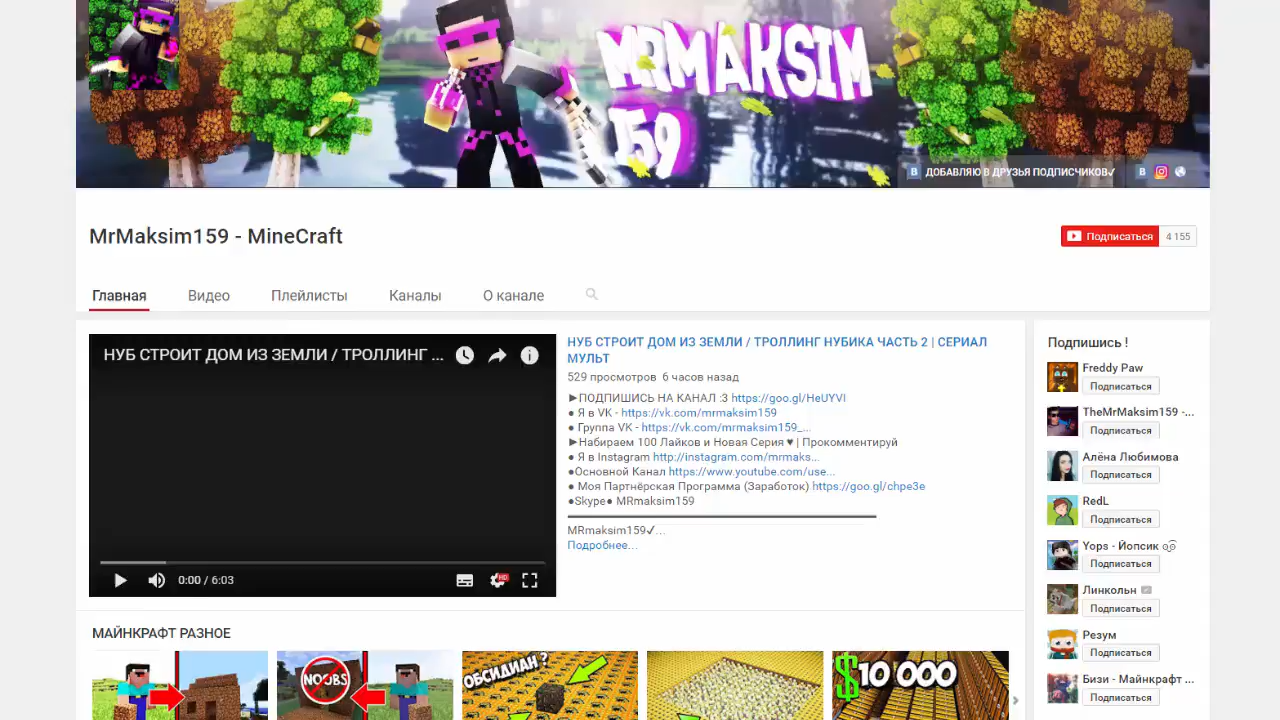 MRMAKSIM
159
ДОБАВЛЯЮ В ДРУЗЬЯ ПОДПИСЧИКОВ✓
MrMaksim159 - MineCraft
Подписаться 4 155
Главная Видео Плейлисты Каналы О канале
НУБ СТРОИТ ДОМ ИЗ ЗЕМЛИ / ТРОЛЛИНГ ...
0:00 / 6:03
НУБ СТРОИТ ДОМ ИЗ ЗЕМЛИ / ТРОЛЛИНГ НУБИКА ЧАСТЬ 2 | СЕРИАЛ
МУЛЬТ
529 просмотров 6 часов назад
►ПОДПИШИСЬ НА КАНАЛ :3 https://goo.gl/HeUYVI
● Я в VK - https://vk.com/mrmaksim159
● Группа VK - https://vk.com/mrmaksim159_...
►Набираем 100 Лайков и Новая Серия ♥ | Прокомментируй
● Я в Instagram http://instagram.com/mrmaks...
●Основной Канал https://www.youtube.com/use...
● Моя Партнёрская Программа (Заработок) https://goo.gl/chpe3e
●Skype● MRmaksim159
MRmaksim159✓...
Подробнее...
Подпишись !
Freddy Paw
Подписаться
TheMrMaksim159 -...
Подписаться
Алёна Любимова
Подписаться
RedL
Подписаться
Yops - Йопсик
Подписаться
Линкольн
Подписаться
Резум
Подписаться
Бизи - Майнкрафт ...
Подписаться
МАЙНКРАФТ РАЗНОЕ
NOOBS
ОБСИДИАН ?
$10 000